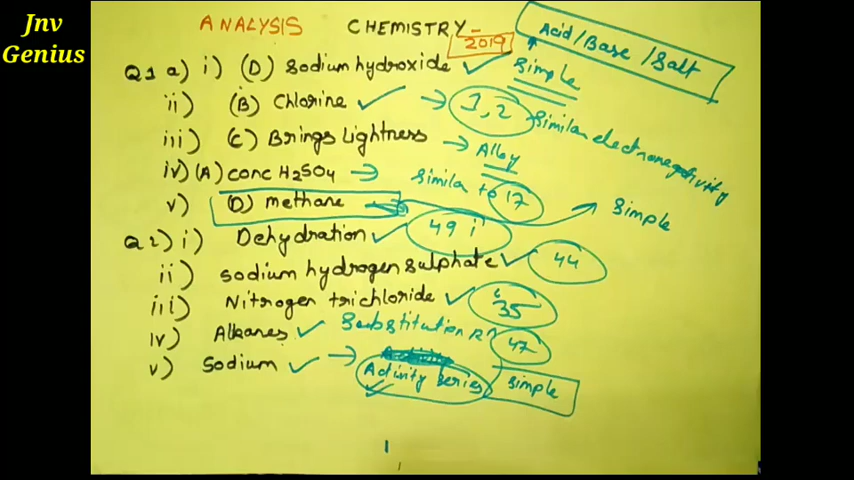 Jnv
Genius
ANALYSIS CHEMISTRY - 2019
Acid/Base/Salt
Q1 a) i) (D) Sodium hydroxide ✓ Simple
ii) (B) Chlorine ✓ → 1,2 Similar electronegativity
iii) (C) Brings Lightness → Alloy
iv) (A) conc H2SO4 → Similar to 17
v) (D) methane → Simple
Q2) i) Dehydration ✓ 49 i
ii) sodium hydrogen sulphate ✓ 44
iii) Nitrogen trichloride ✓ 35
iv) Alkanes ✓ Substitution Rn 47
v) Sodium ✓ → Activity series simple